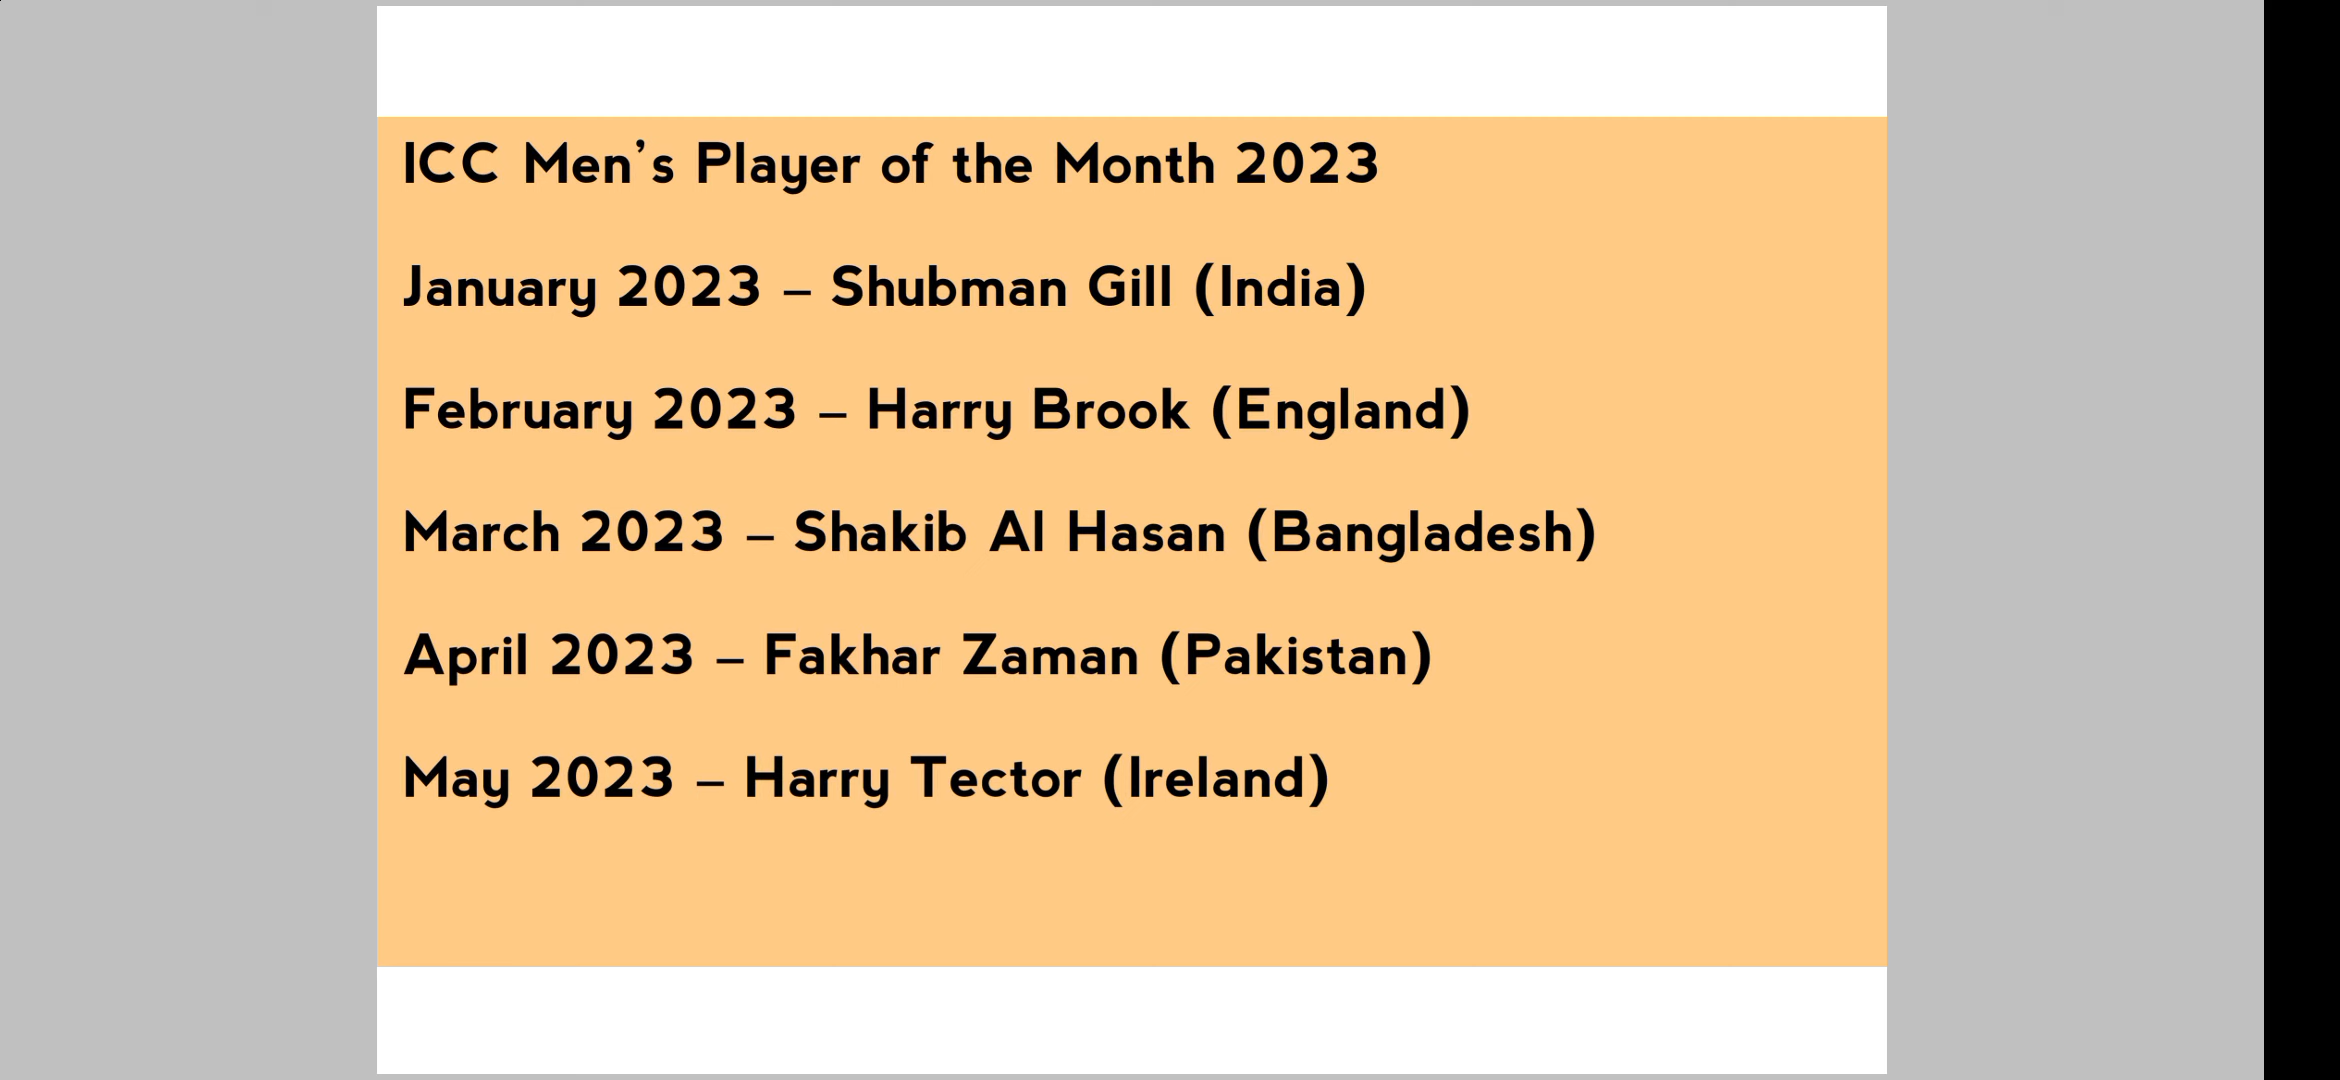 ICC Men’s Player of the Month 2023
January 2023 – Shubman Gill (India)
February 2023 – Harry Brook (England)
March 2023 – Shakib Al Hasan (Bangladesh)
April 2023 – Fakhar Zaman (Pakistan)
May 2023 – Harry Tector (Ireland)